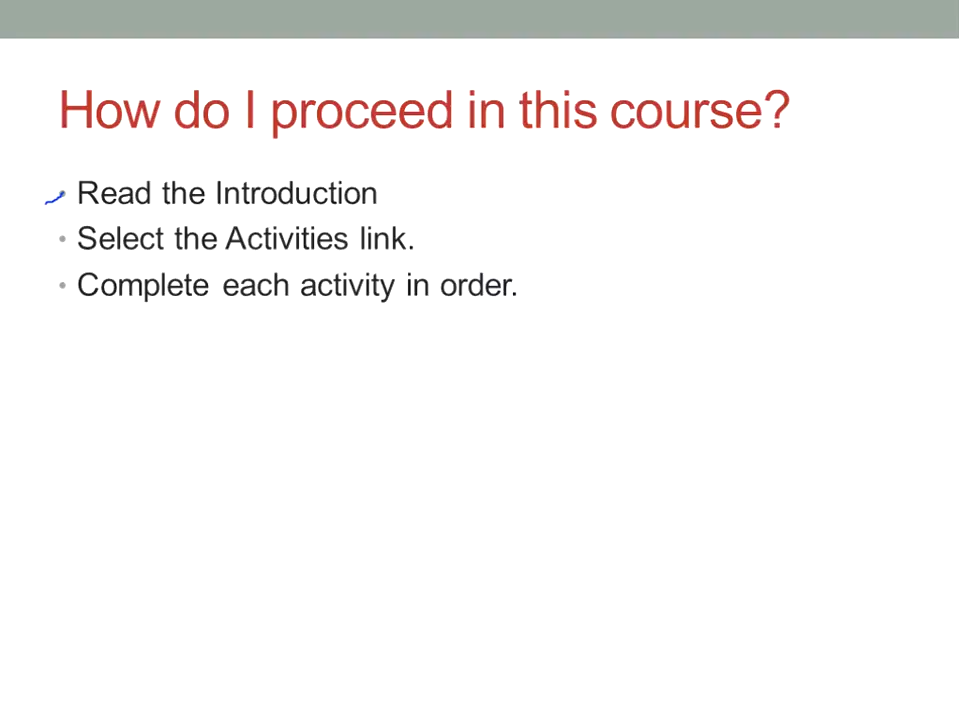 How do I proceed in this course?
Read the Introduction
Select the Activities link.
Complete each activity in order.